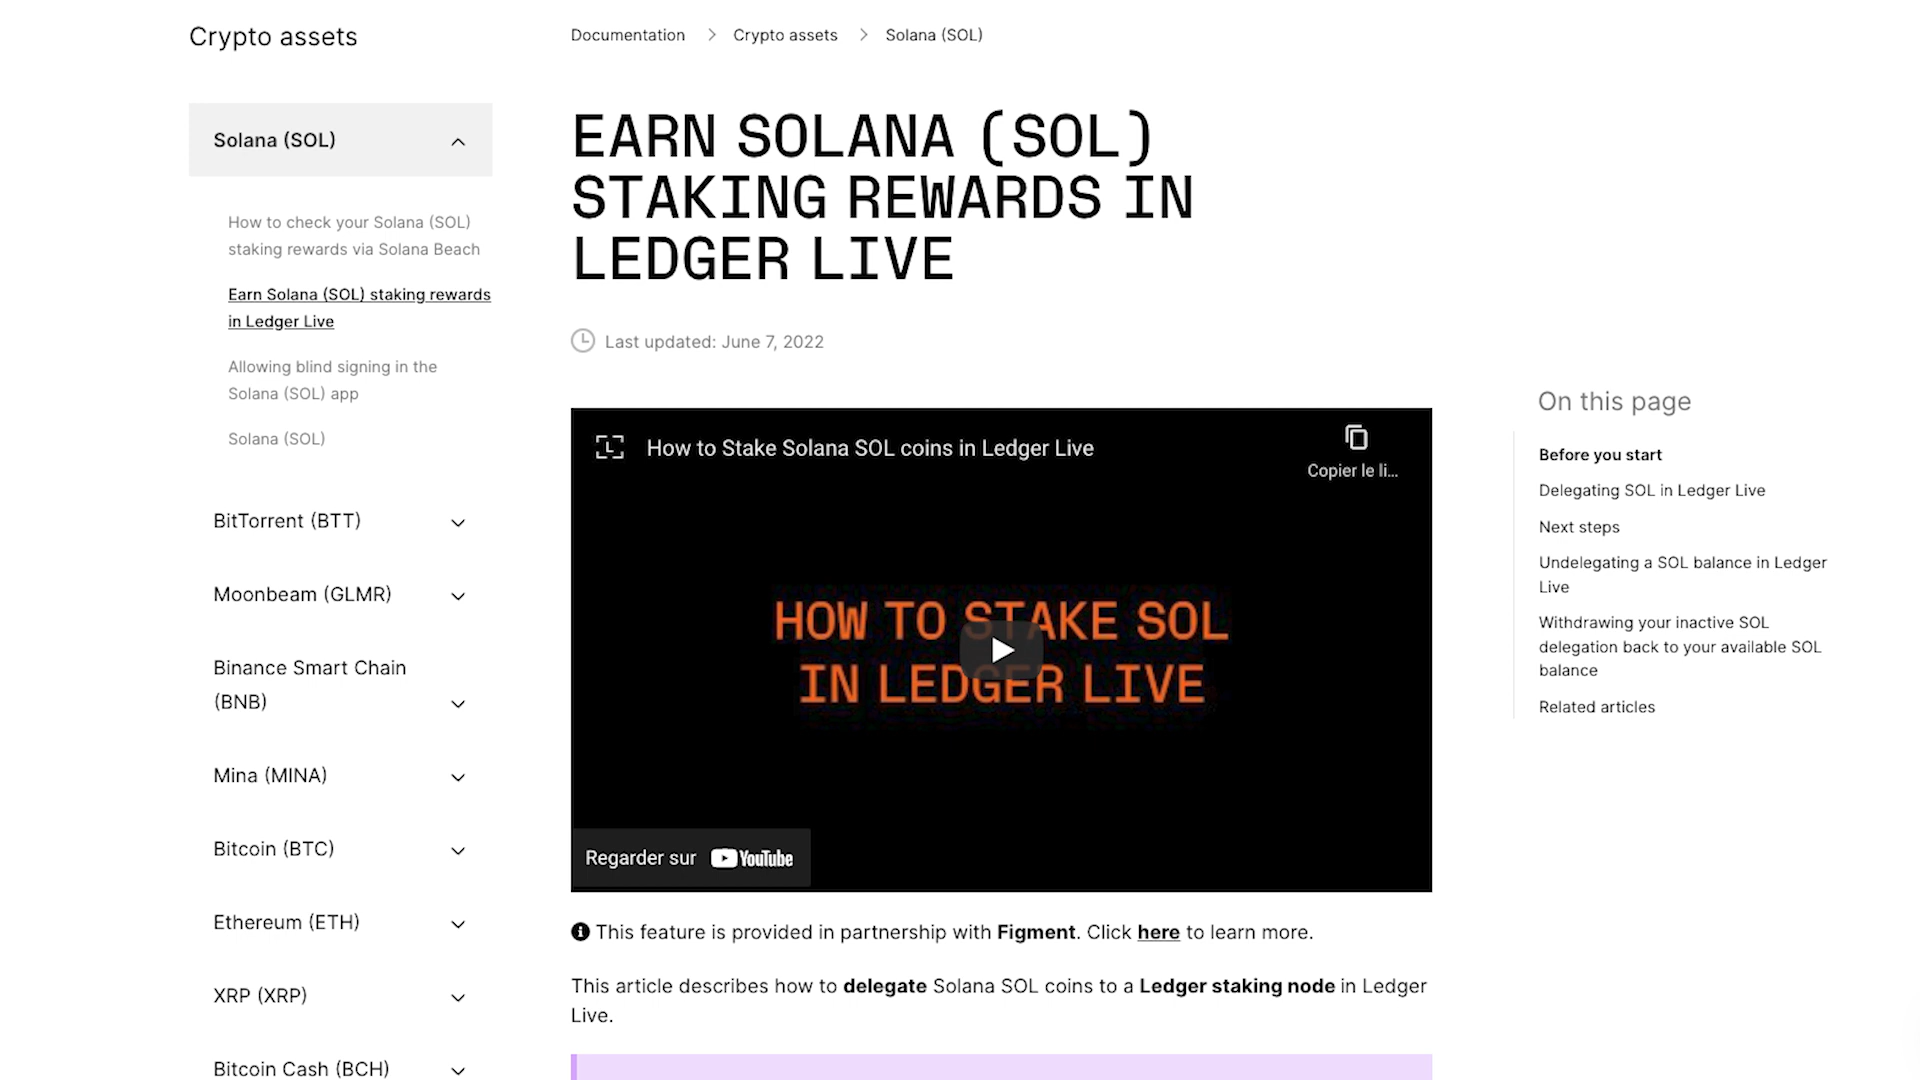 Crypto assets
Solana (SOL)
How to check your Solana (SOL)
staking rewards via Solana Beach
Earn Solana (SOL) staking rewards
in Ledger Live
Allowing blind signing in the
Solana (SOL) app
Solana (SOL)
BitTorrent (BTT)
Moonbeam (GLMR)
Binance Smart Chain
(BNB)
Mina (MINA)
Bitcoin (BTC)
Ethereum (ETH)
XRP (XRP)
Bitcoin Cash (BCH)
Documentation > Crypto assets > Solana (SOL)
EARN SOLANA (SOL)
STAKING REWARDS IN
LEDGER LIVE
Last updated: June 7, 2022
How to Stake Solana SOL coins in Ledger Live
Copier le li...
HOW TO STAKE SOL
IN LEDGER LIVE
Regarder sur YouTube
This feature is provided in partnership with Figment. Click here to learn more.
This article describes how to delegate Solana SOL coins to a Ledger staking node in Ledger
Live.
On this page
Before you start
Delegating SOL in Ledger Live
Next steps
Undelegating a SOL balance in Ledger
Live
Withdrawing your inactive SOL
delegation back to your available SOL
balance
Related articles